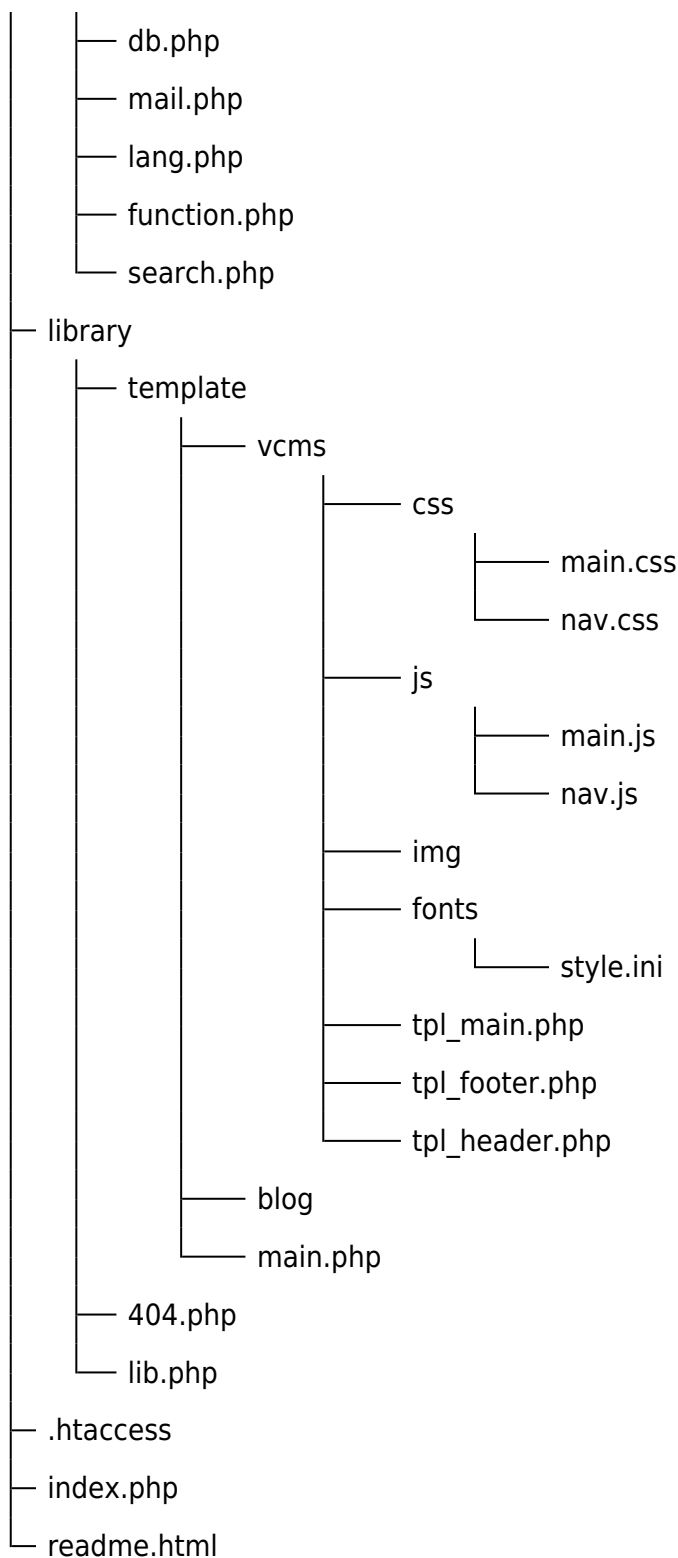 db.php
mail.php
lang.php
function.php
search.php
library
template
vcms
css
main.css
nav.css
js
main.js
nav.js
img
fonts
style.ini
tpl_main.php
tpl_footer.php
tpl_header.php
blog
main.php
404.php
lib.php
.htaccess
index.php
readme.html